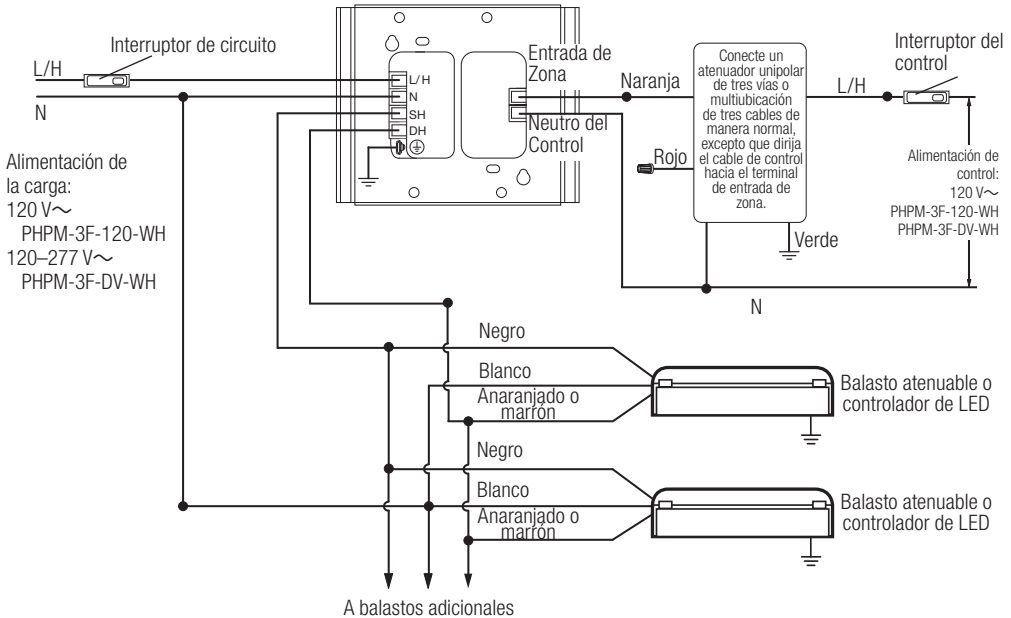 Interruptor de circuito
L/H
N
Alimentación de
la carga:
120 V~
PHPM-3F-120-WH
120–277 V~
PHPM-3F-DV-WH
L/H
N
SH
DH
Entrada de
Zona
Neutro del
Control
Naranja
Rojo
Conecte un
atenuador unipolar
de tres vías o
multiubicación
de tres cables de
manera normal,
excepto que dirija
el cable de control
hacia el terminal
de entrada de
zona.
Verde
L/H
Interruptor del
control
Alimentación de
control:
120 V~
PHPM-3F-120-WH
PHPM-3F-DV-WH
N
Negro
Blanco
Anaranjado o
marrón
Balasto atenuable o
controlador de LED
Negro
Blanco
Anaranjado o
marrón
Balasto atenuable o
controlador de LED
A balastos adicionales